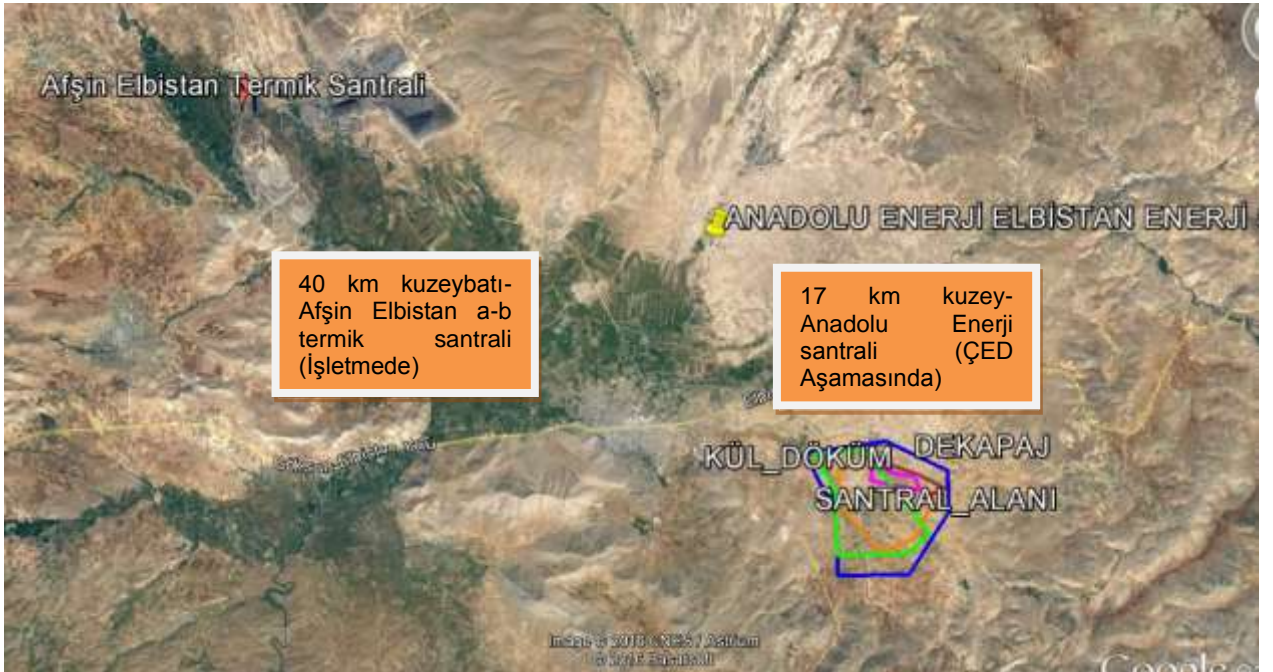 Afşin Elbistan Termik Santrali
ANADOLU ENERJİ ELBİSTAN ENERJİ
40 km kuzeybatı-
Afşin Elbistan a-b
termik santrali
(İşletmede)
17 km kuzey-
Anadolu Enerji
santrali (ÇED
Aşamasında)
KÜL_DÖKÜM
DEKAPAJ
SANTRAL_ALANI